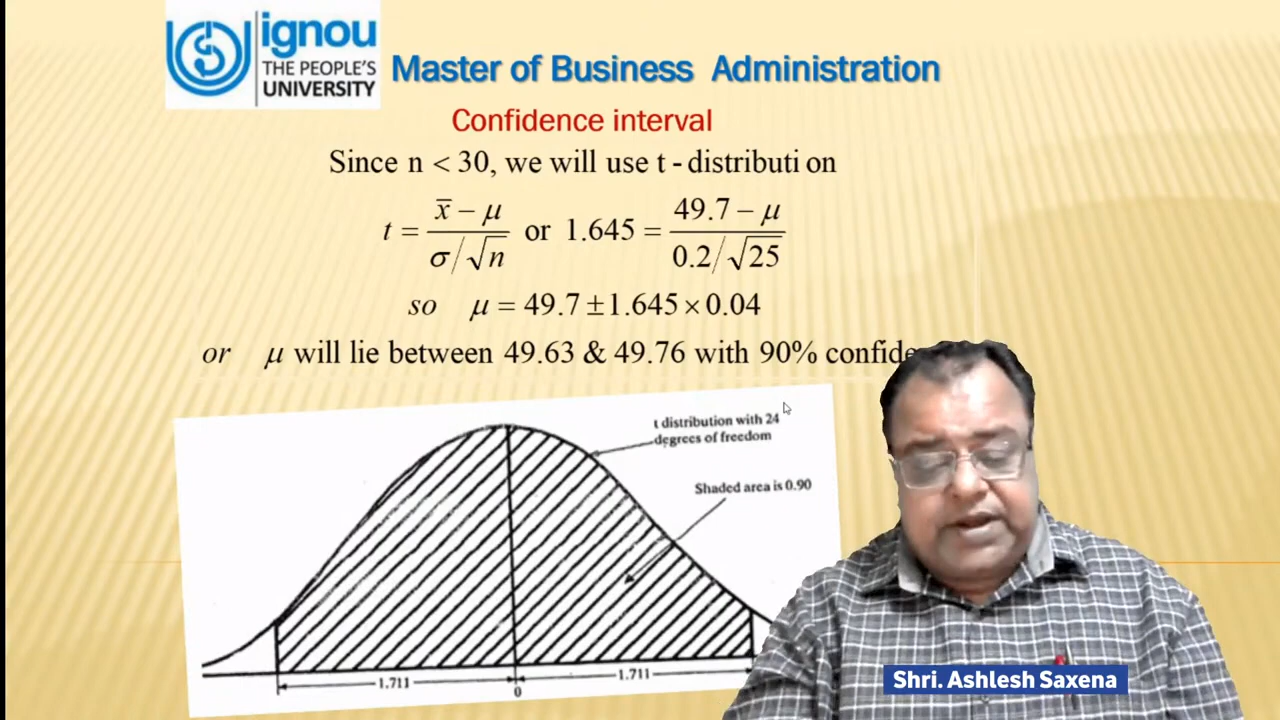 ignou
THE PEOPLE'S
UNIVERSITY
Master of Business Administration
Confidence interval
Since n < 30, we will use t - distributi on
t = x̄ − μ / σ/√n or 1.645 = 49.7 − μ / 0.2/√25
so μ = 49.7 ± 1.645 × 0.04
or μ will lie between 49.63 & 49.76 with 90% confide
t distribution with 24
degrees of freedom
Shaded area is 0.90
1.711
1.711
0
Shri. Ashlesh Saxena